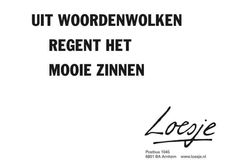 UIT WOORDENWOLKEN
REGENT HET
MOOIE ZINNEN
Loesje
Postbus 1045
6801 BA Arnhem www.loesje.nl